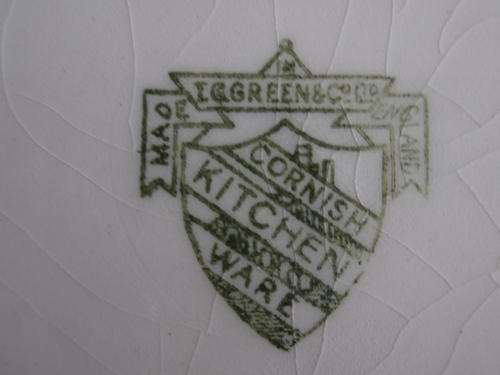 T.G.GREEN&Co.LTD
MADE IN
ENGLAND
CORNISH
KITCHEN
WARE